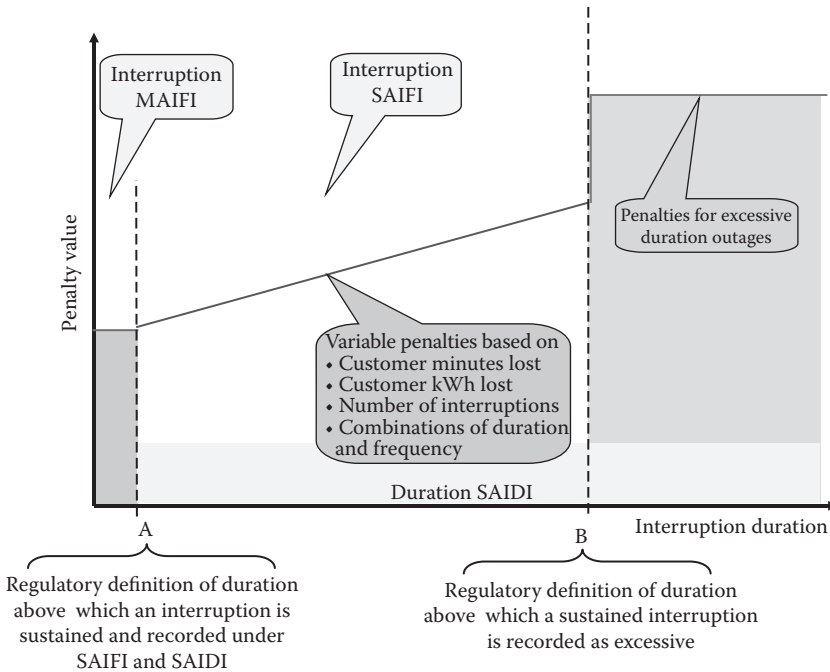 Interruption
MAIFI
Interruption
SAIFI
Penalty value
Penalties for excessive
duration outages
Variable penalties based on
• Customer minutes lost
• Customer kWh lost
• Number of interruptions
• Combinations of duration
and frequency
Duration SAIDI
Interruption duration
A
B
Regulatory definition of duration
above which an interruption is
sustained and recorded under
SAIFI and SAIDI
Regulatory definition of duration
above which a sustained interruption
is recorded as excessive